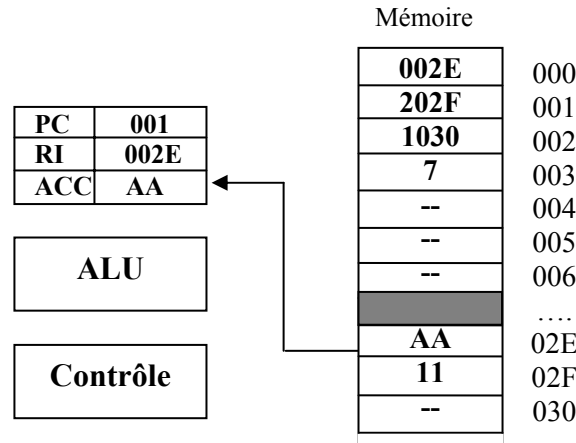 Mémoire
002E 000
202F 001
1030 002
7 003
-- 004
-- 005
-- 006
….
AA 02E
11 02F
-- 030
PC 001
RI 002E
ACC AA
ALU
Contrôle